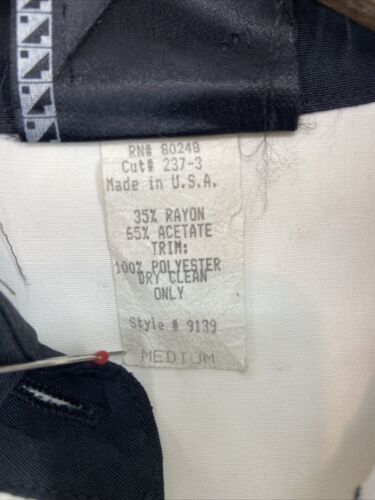 RN# 80248
Cut# 237-3
Made in U.S.A.
35% RAYON
65% ACETATE
TRIM:
100% POLYESTER
DRY CLEAN
ONLY
Style # 9139
MEDIUM